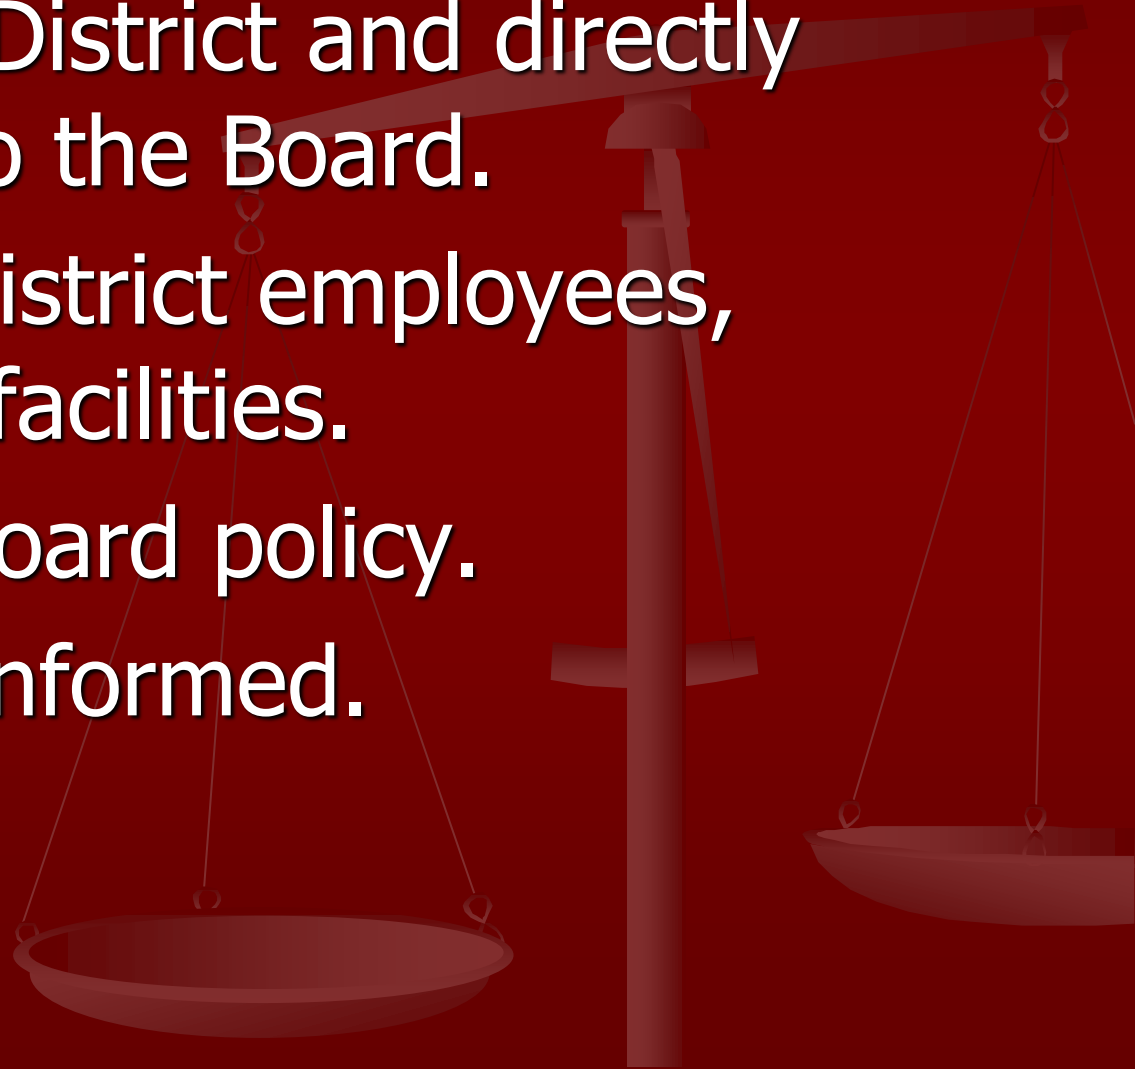 District and directly
o the Board.
istrict employees,
facilities.
oard policy.
nformed.